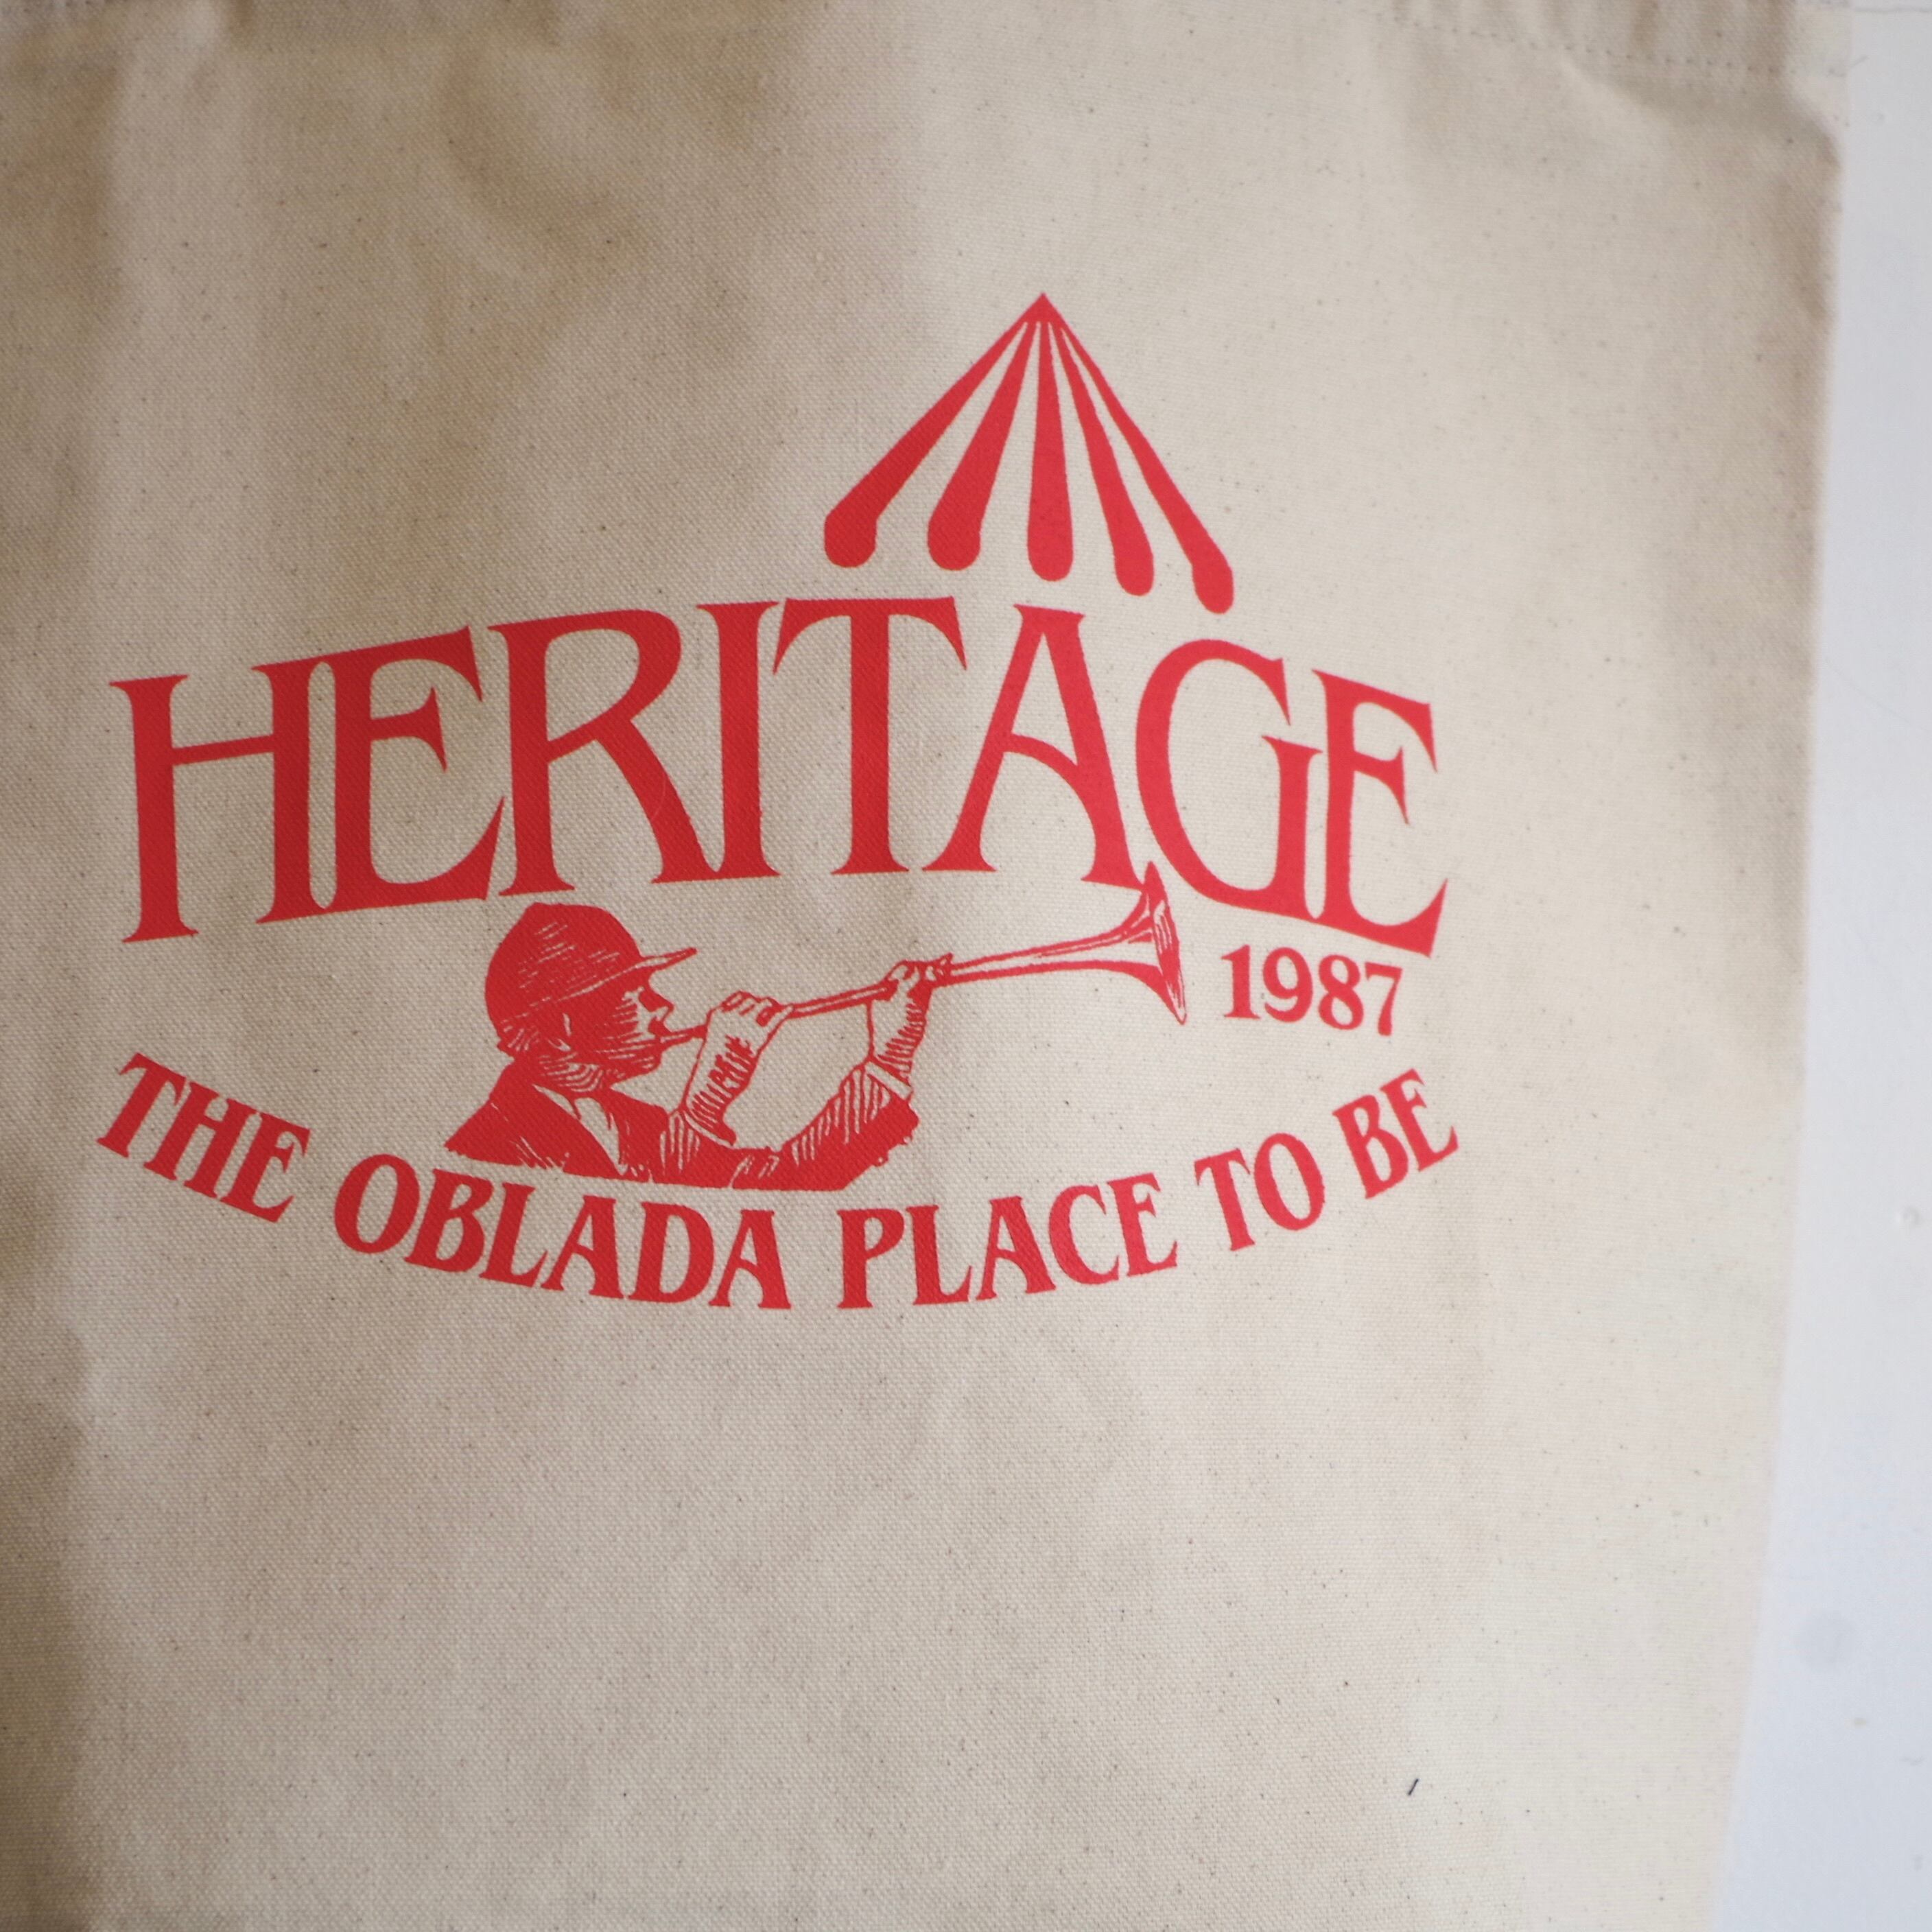 HERITAGE
1987
THE OBLADA PLACE TO BE